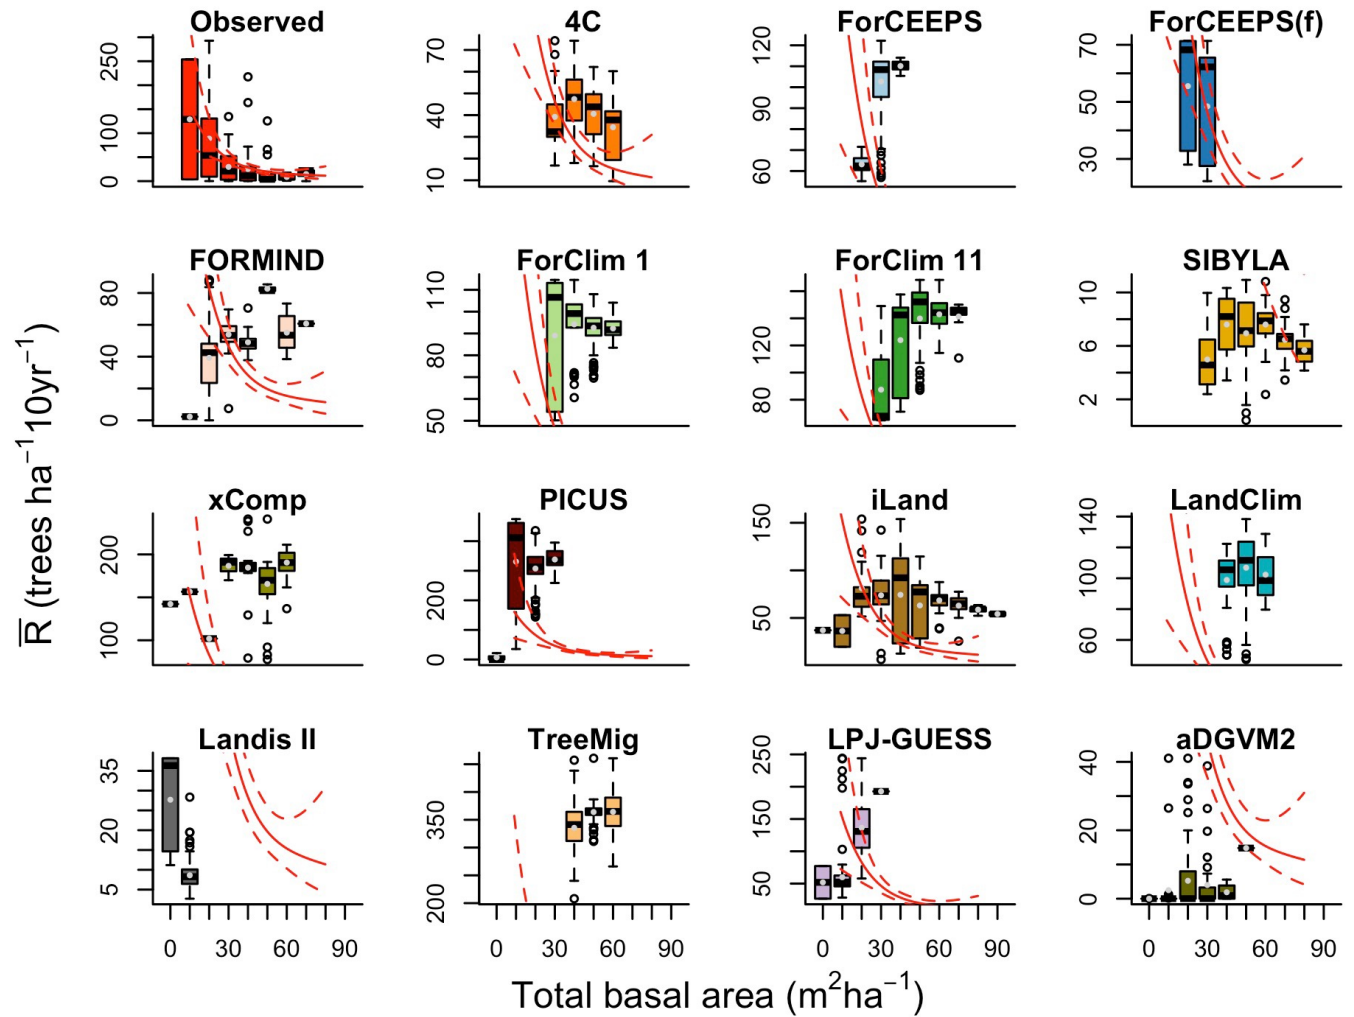 Observed 4C ForCEEPS ForCEEPS(f)
250 100 0
70 40 10
120 90 60
70 50 30
FORMIND ForClim 1 ForClim 11 SIBYLA
80 40 0
110 80 50
120 80
10 6 2
R̅ (trees ha⁻¹10yr⁻¹)
xComp PICUS iLand LandClim
200 100
200 0
150 50
140 100 60
Landis II TreeMig LPJ-GUESS aDGVM2
35 20 5
350 200
250 150 50
40 20 0
0 30 60 90 0 30 60 90 0 30 60 90 0 30 60 90
Total basal area (m²ha⁻¹)